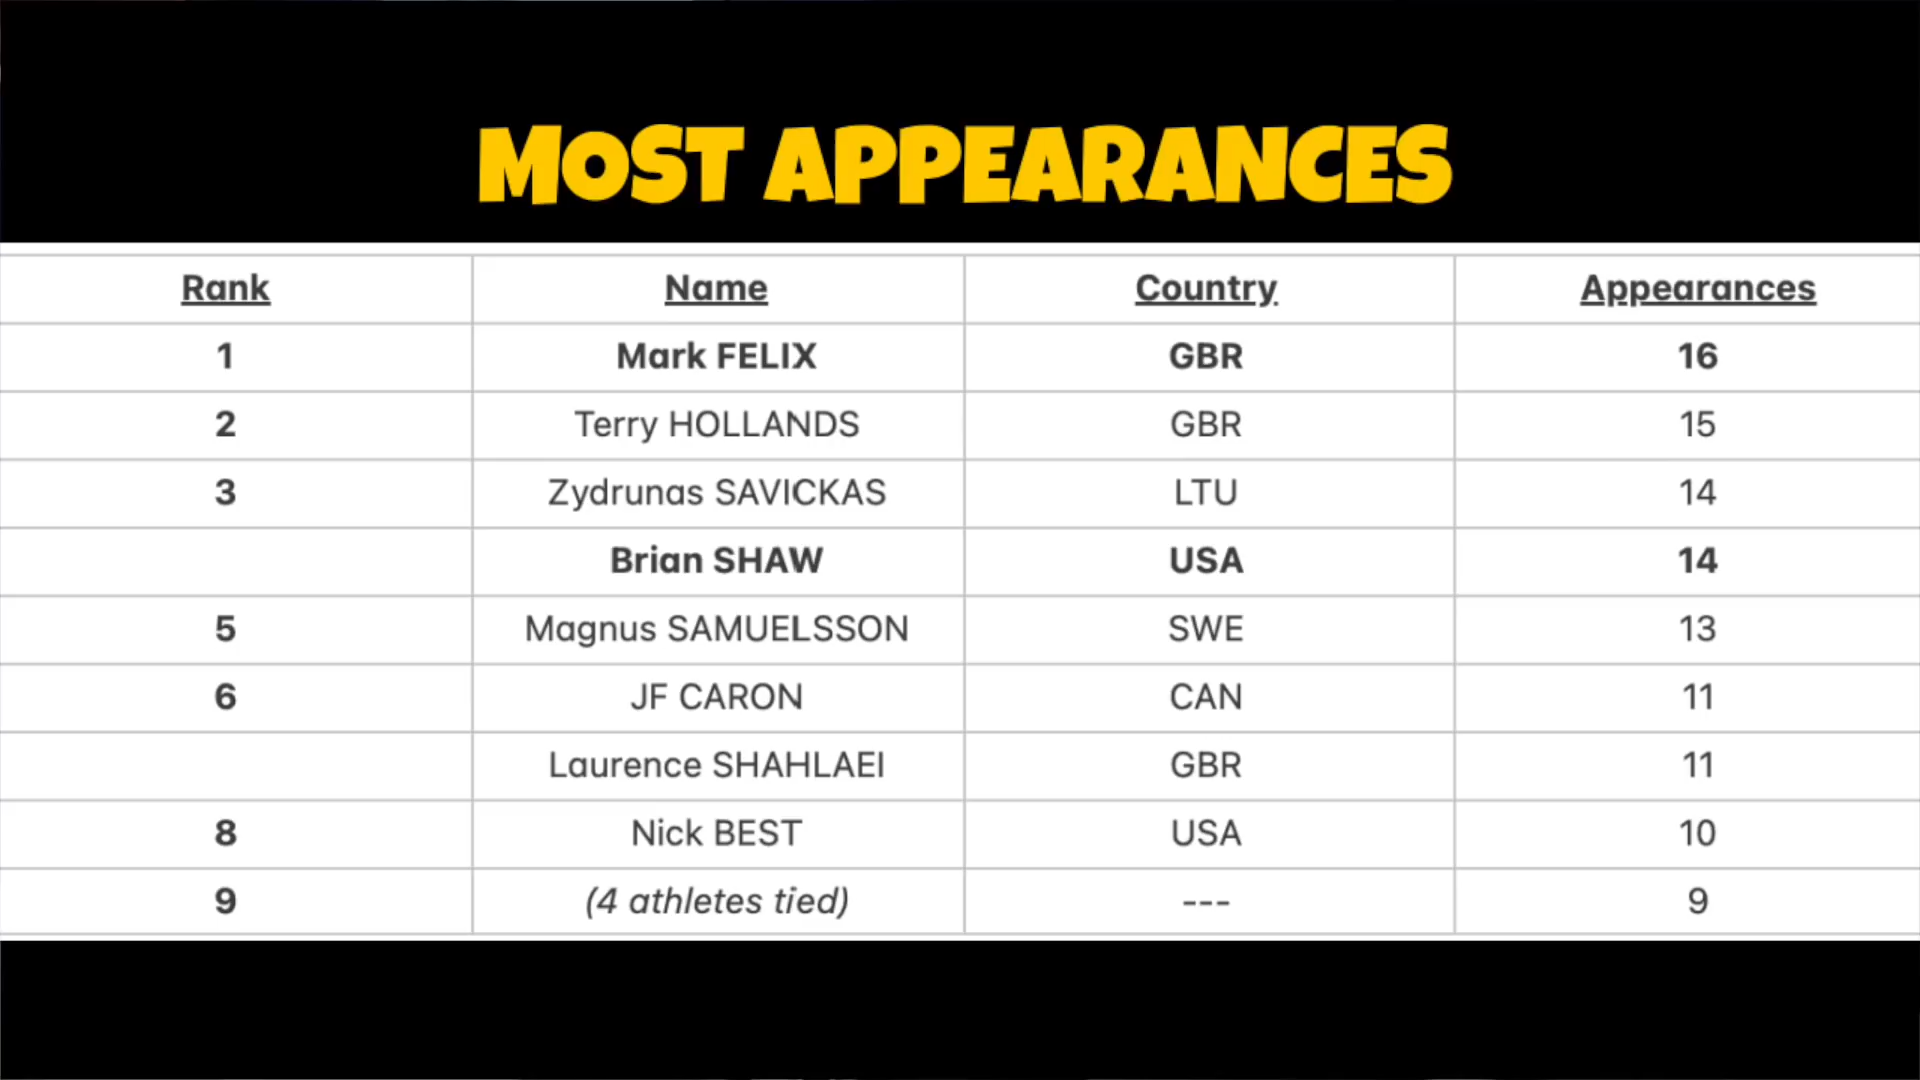 MOST APPEARANCES
Rank Name Country Appearances
1 Mark FELIX GBR 16
2 Terry HOLLANDS GBR 15
3 Zydrunas SAVICKAS LTU 14
Brian SHAW USA 14
5 Magnus SAMUELSSON SWE 13
6 JF CARON CAN 11
Laurence SHAHLAEI GBR 11
8 Nick BEST USA 10
9 (4 athletes tied) --- 9